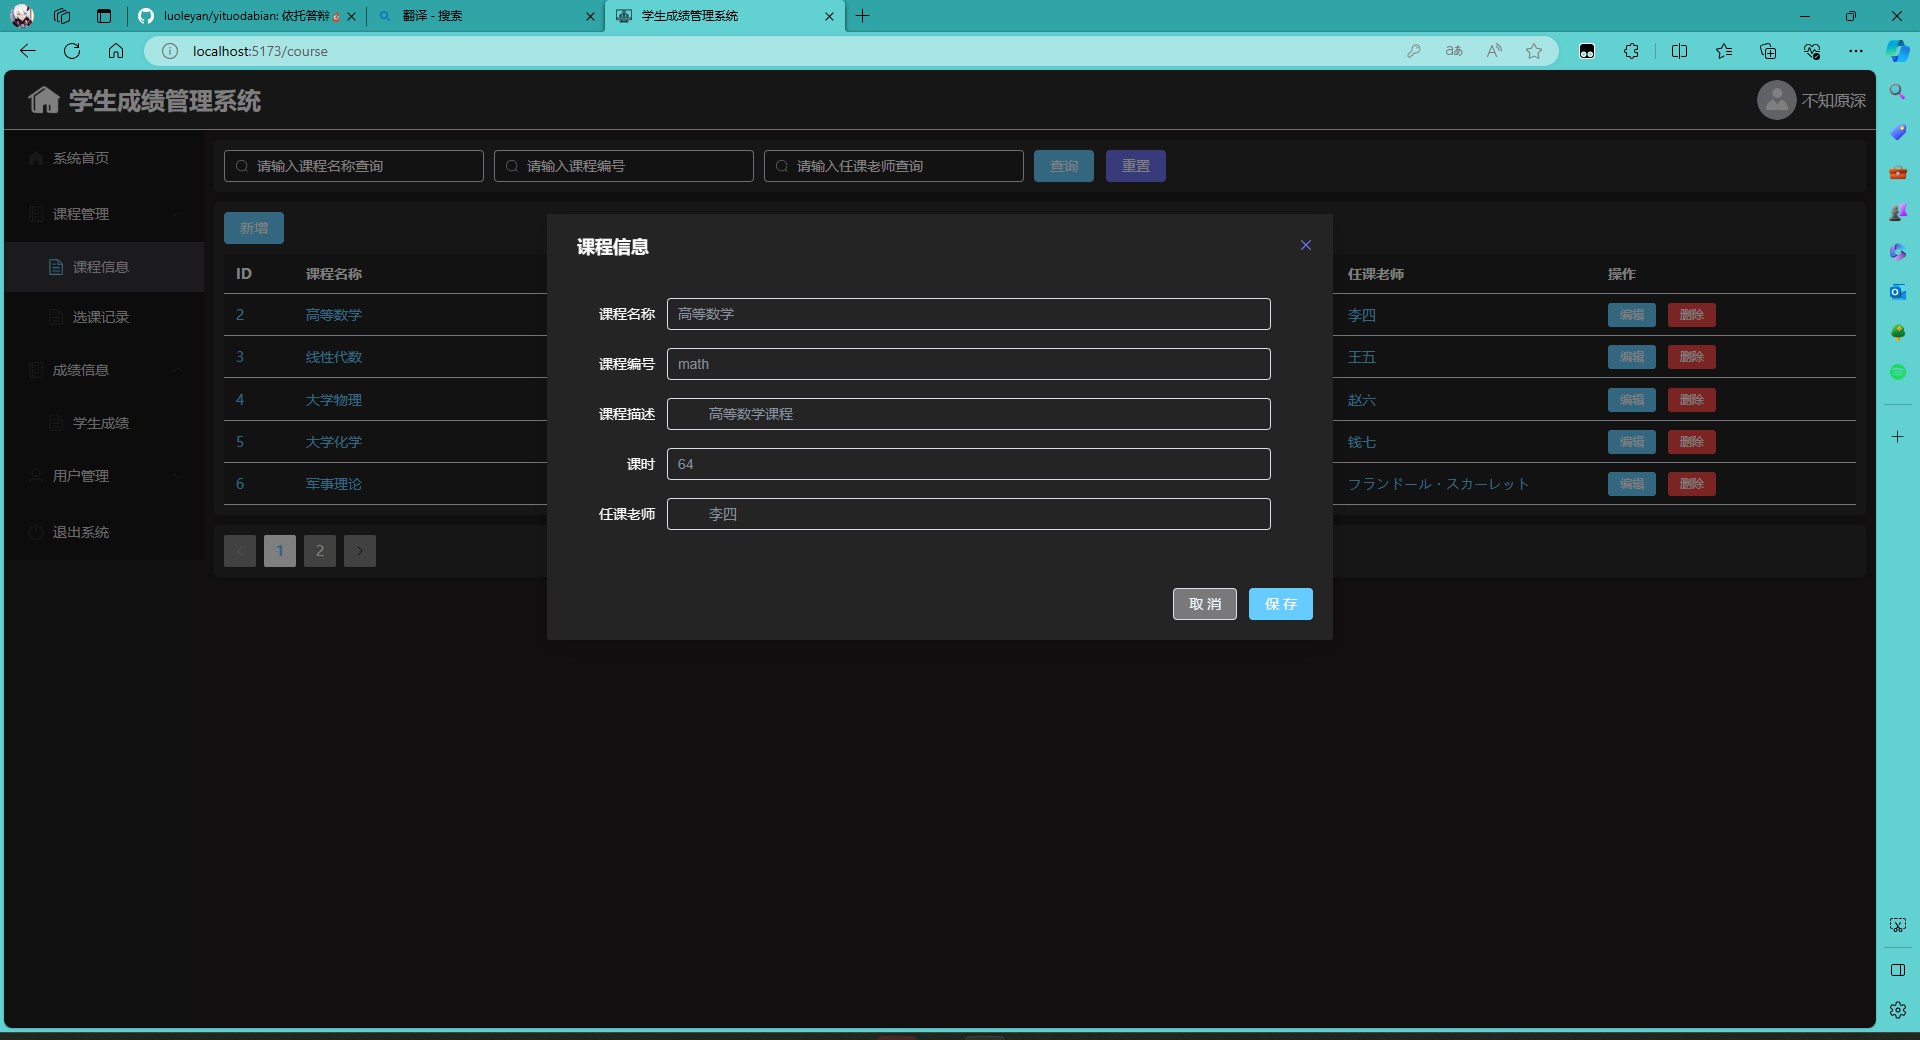 luoleyan/yituodabian: 依托答辩
翻译 - 搜索
学生成绩管理系统
localhost:5173/course
学生成绩管理系统
不知原深
系统首页
课程管理
课程信息
选课记录
成绩信息
学生成绩
用户管理
退出系统
请输入课程名称查询
请输入课程编号
请输入任课老师查询
查询
重置
新增
ID 课程名称 任课老师 操作
2 高等数学 李四 编辑 删除
3 线性代数 王五 编辑 删除
4 大学物理 赵六 编辑 删除
5 大学化学 钱七 编辑 删除
6 军事理论 フランドール・スカーレット 编辑 删除
1 2
课程信息
课程名称 高等数学
课程编号 math
课程描述 高等数学课程
课时 64
任课老师 李四
取消 保存